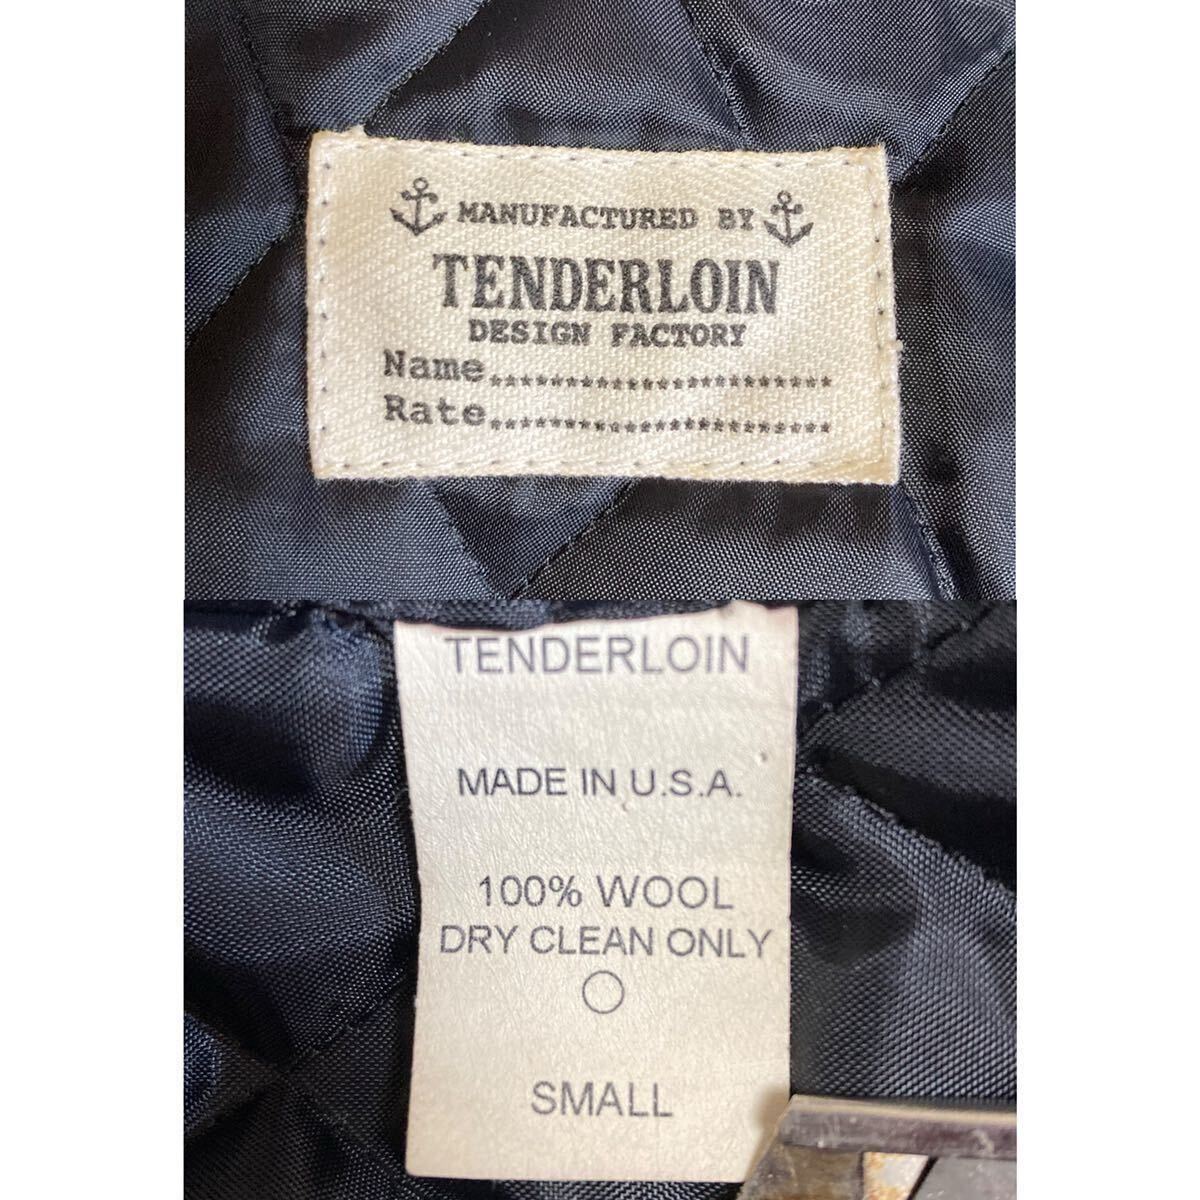 MANUFACTURED BY
TENDERLOIN
DESIGN FACTORY
Name.......................
Rate.......................
TENDERLOIN
MADE IN U.S.A.
100% WOOL
DRY CLEAN ONLY
SMALL